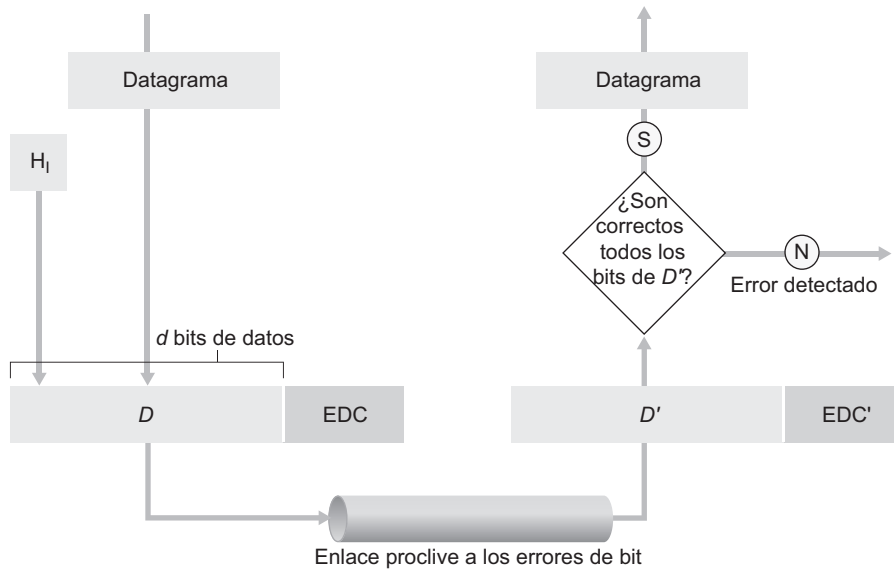 Datagrama
Datagrama
H_l
S
¿Son
correctos
todos los
bits de D'?
N
Error detectado
d bits de datos
D
EDC
D'
EDC'
Enlace proclive a los errores de bit